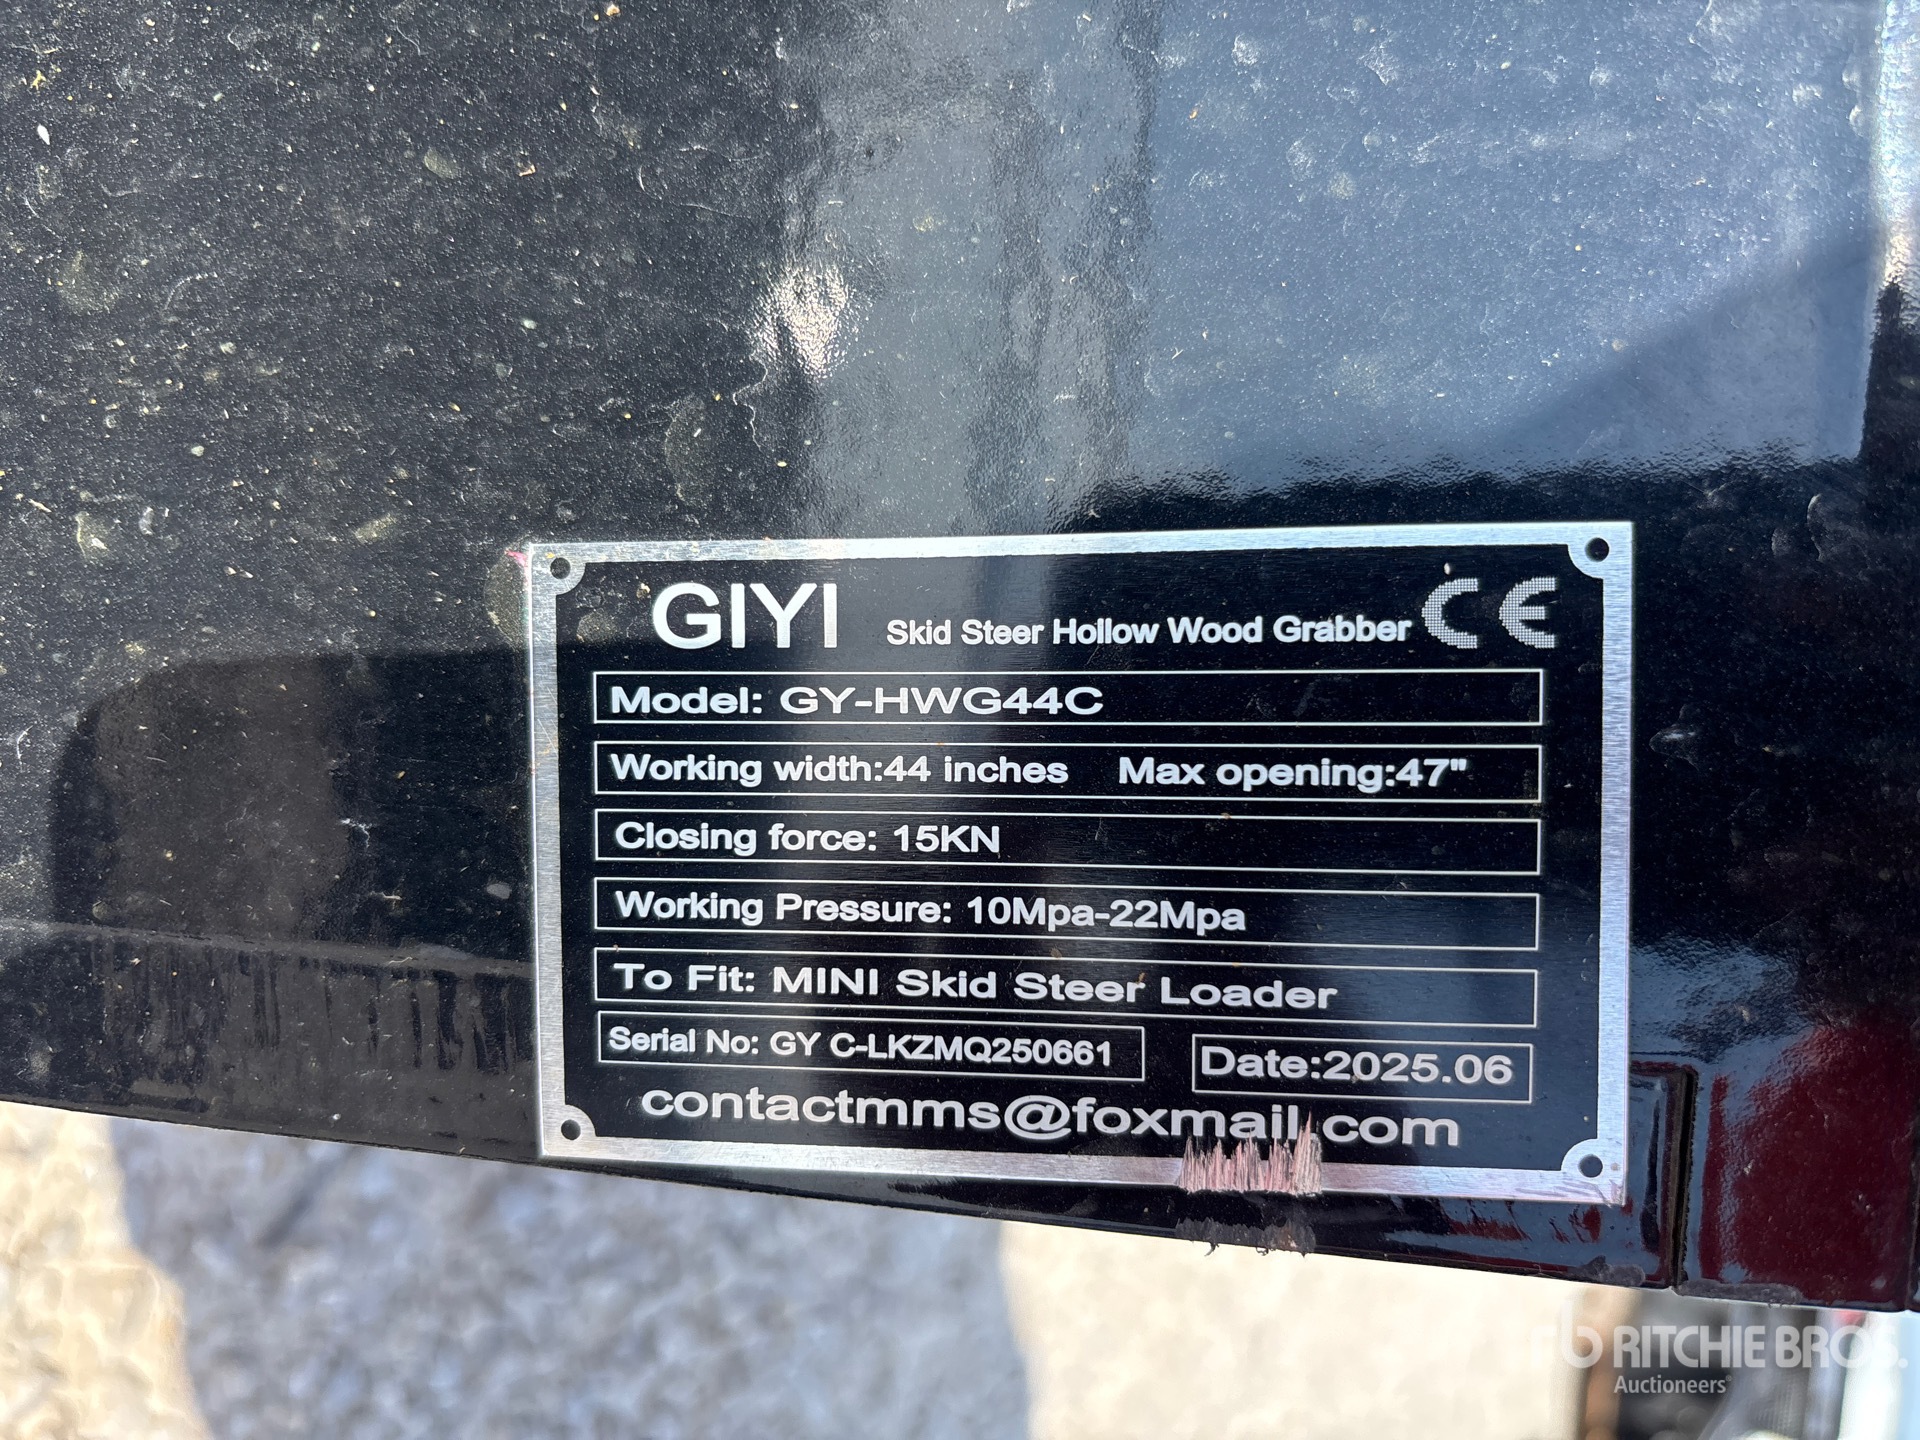 GIYI Skid Steer Hollow Wood Grabber CE
Model: GY-HWG44C
Working width:44 inches Max opening:47"
Closing force: 15KN
Working Pressure: 10Mpa-22Mpa
To Fit: MINI Skid Steer Loader
Serial No: GY C-LKZMQ250661 Date:2025.06
contactmms@foxmail.com
rb RITCHIE BROS.
Auctioneers®